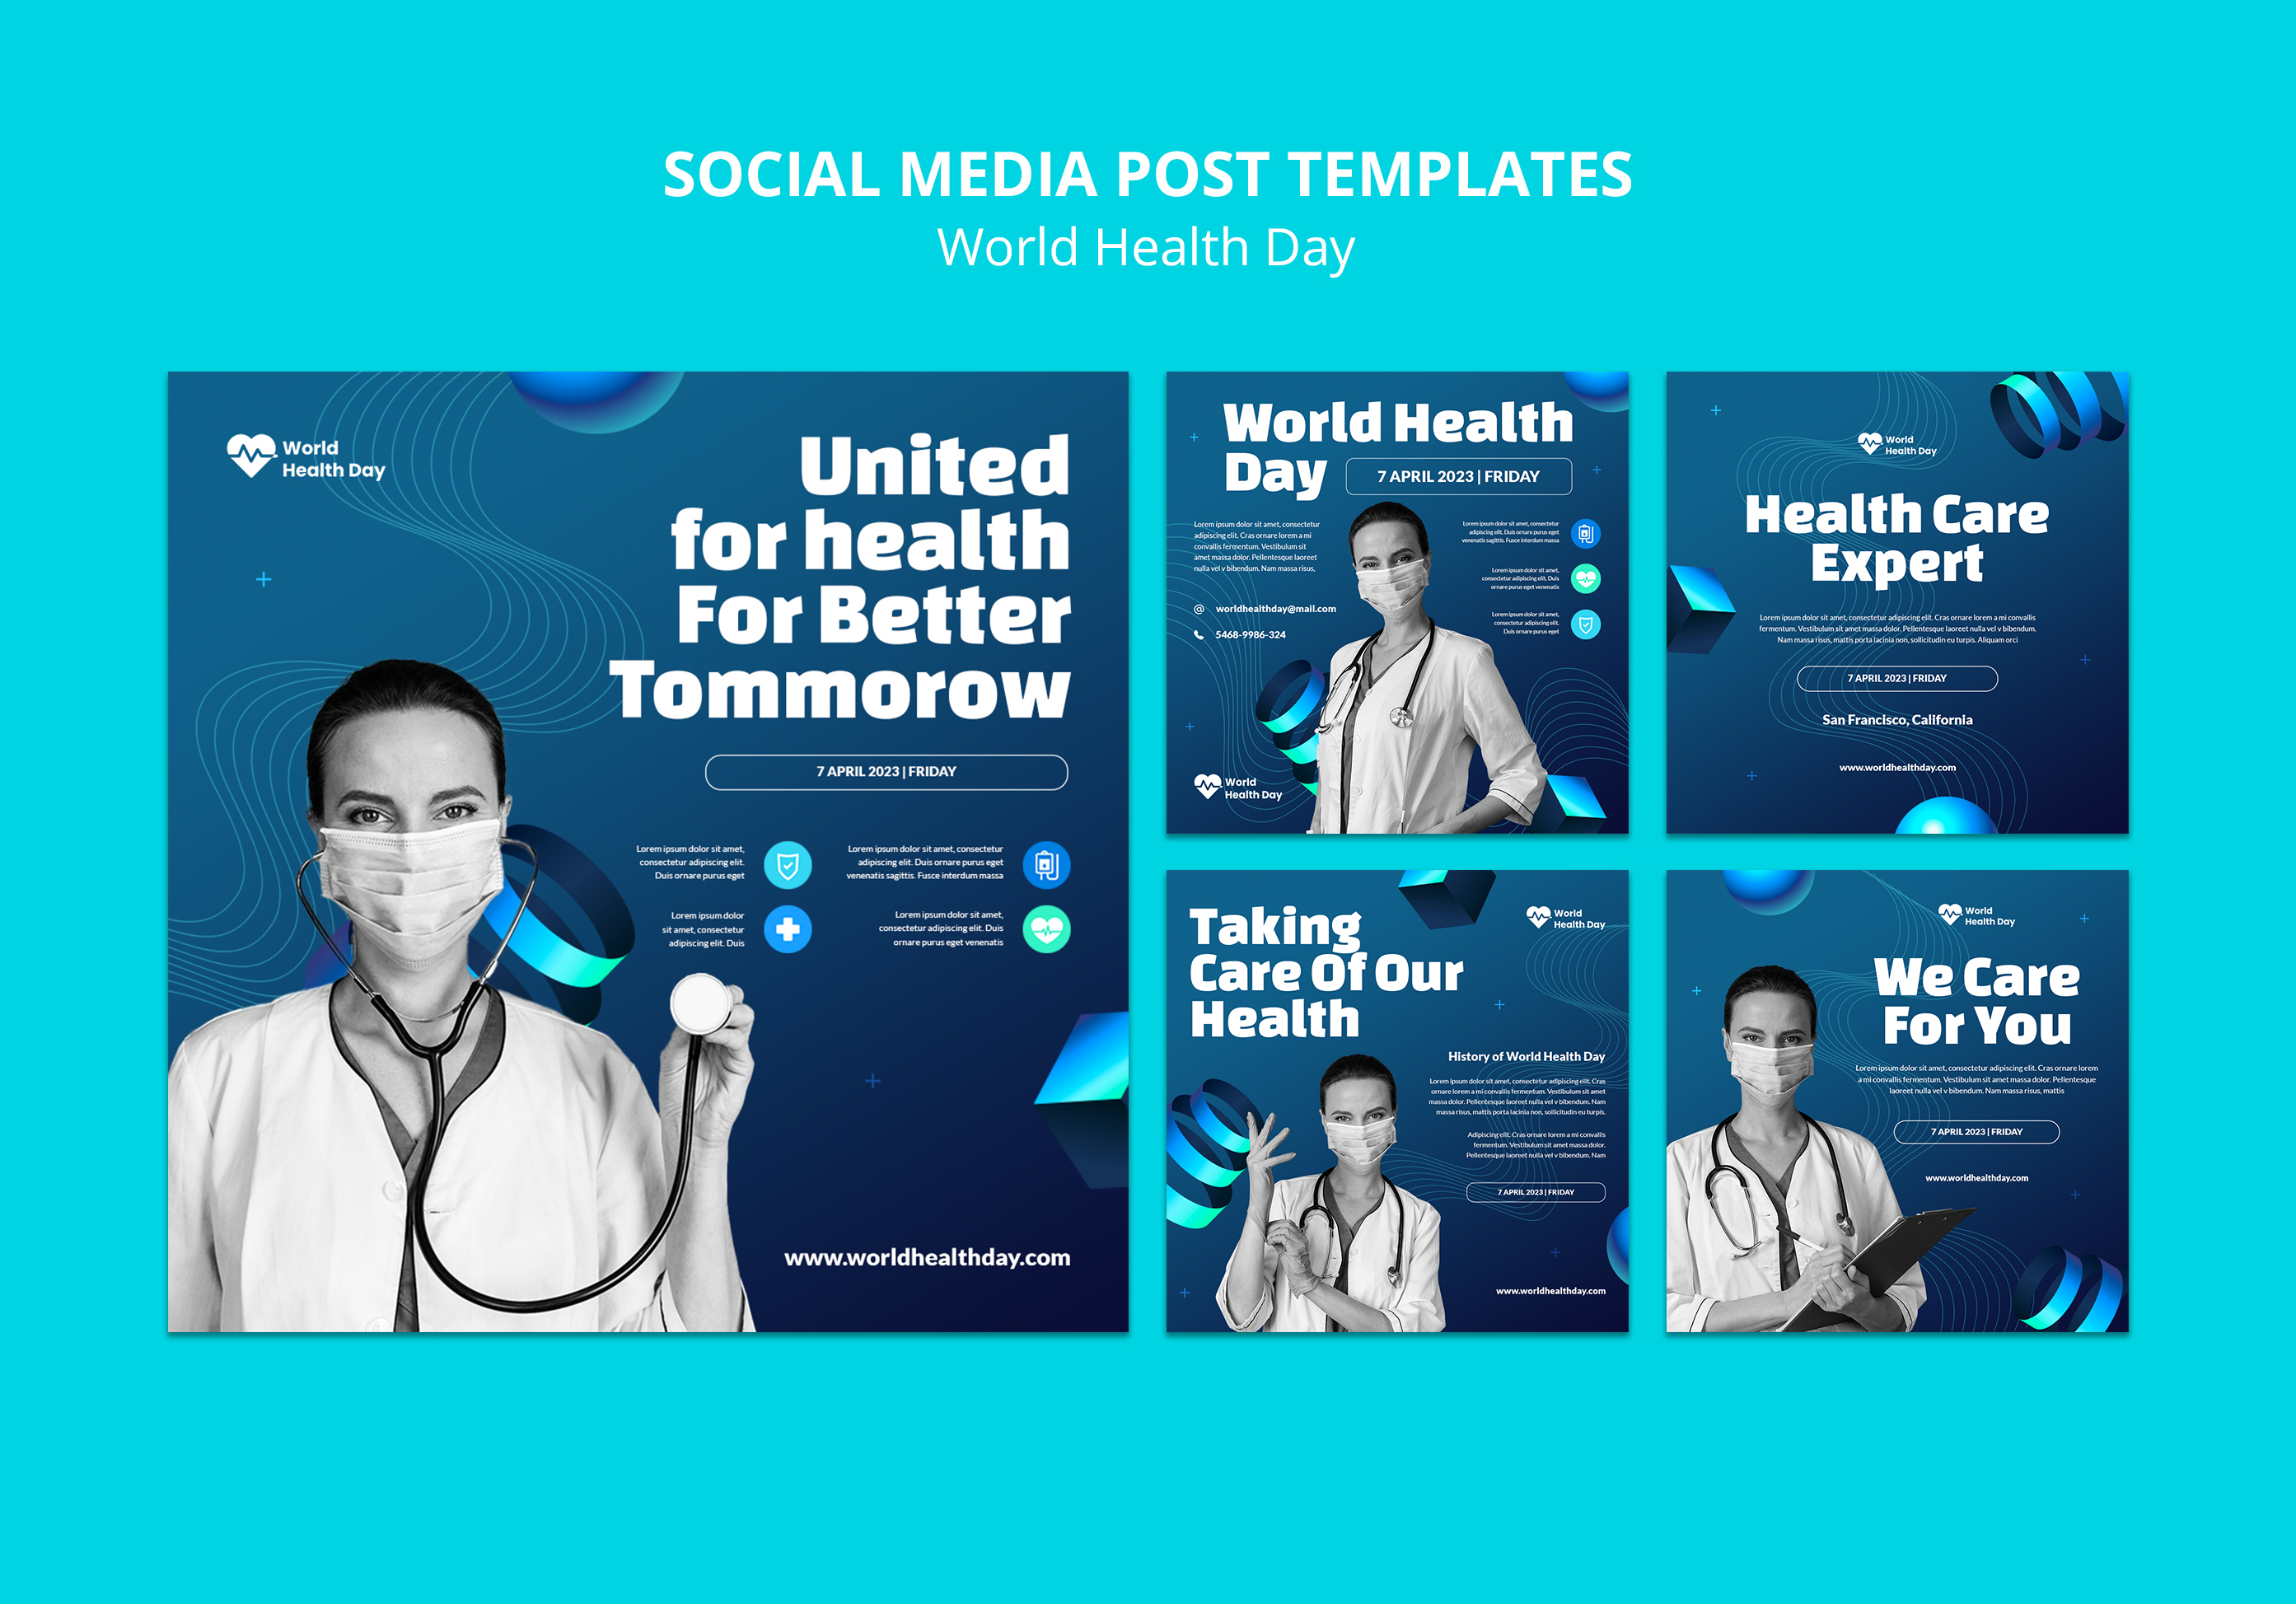 SOCIAL MEDIA POST TEMPLATES
World Health Day
World
Health Day
United
for health
For Better
Tommorow
7 APRIL 2023 | FRIDAY
Lorem ipsum dolor sit amet,
consectetur adipiscing elit.
Duis ornare purus eget
Lorem ipsum dolor sit amet, consectetur
adipiscing elit. Duis ornare purus eget
venenatis sagittis. Fusce interdum massa
Lorem ipsum dolor
sit amet, consectetur
adipiscing elit. Duis
Lorem ipsum dolor sit amet,
consectetur adipiscing elit. Duis
ornare purus eget venenatis
www.worldhealthday.com
World Health
Day
7 APRIL 2023 | FRIDAY
Lorem ipsum dolor sit amet, consectetur
adipiscing elit. Cras ornare lorem a mi
convallis fermentum. Vestibulum sit
amet massa dolor. Pellentesque laoreet
nulla vel v bibendum. Nam massa risus,
@ worldhealthday@mail.com
5468-9986-324
Lorem ipsum dolor sit amet, consectetur
adipiscing elit. Duis ornare purus eget
venenatis sagittis. Fusce interdum massa
Lorem ipsum dolor sit amet,
consectetur adipiscing elit. Duis
ornare purus eget venenatis
Lorem ipsum dolor sit amet,
consectetur adipiscing elit.
Duis ornare purus eget
World
Health Day
World
Health Day
Health Care
Expert
Lorem ipsum dolor sit amet, consectetur adipiscing elit. Cras ornare lorem a mi convallis
fermentum. Vestibulum sit amet massa dolor. Pellentesque laoreet nulla vel v bibendum.
Nam massa risus, mattis porta lacinia non, sollicitudin eu turpis. Aliquam orci
7 APRIL 2023 | FRIDAY
San Francisco, California
www.worldhealthday.com
Taking
Care Of Our
Health
World
Health Day
History of World Health Day
Lorem ipsum dolor sit amet, consectetur adipiscing elit. Cras
ornare lorem a mi convallis fermentum. Vestibulum sit amet
massa dolor. Pellentesque laoreet nulla vel v bibendum. Nam
massa risus, mattis porta lacinia non, sollicitudin eu turpis.
Adipiscing elit. Cras ornare lorem a mi convallis
fermentum. Vestibulum sit amet massa dolor.
Pellentesque laoreet nulla vel v bibendum. Nam
7 APRIL 2023 | FRIDAY
www.worldhealthday.com
World
Health Day
We Care
For You
Lorem ipsum dolor sit amet, consectetur adipiscing elit. Cras ornare lorem
a mi convallis fermentum. Vestibulum sit amet massa dolor. Pellentesque
laoreet nulla vel v bibendum. Nam massa risus, mattis
7 APRIL 2023 | FRIDAY
www.worldhealthday.com